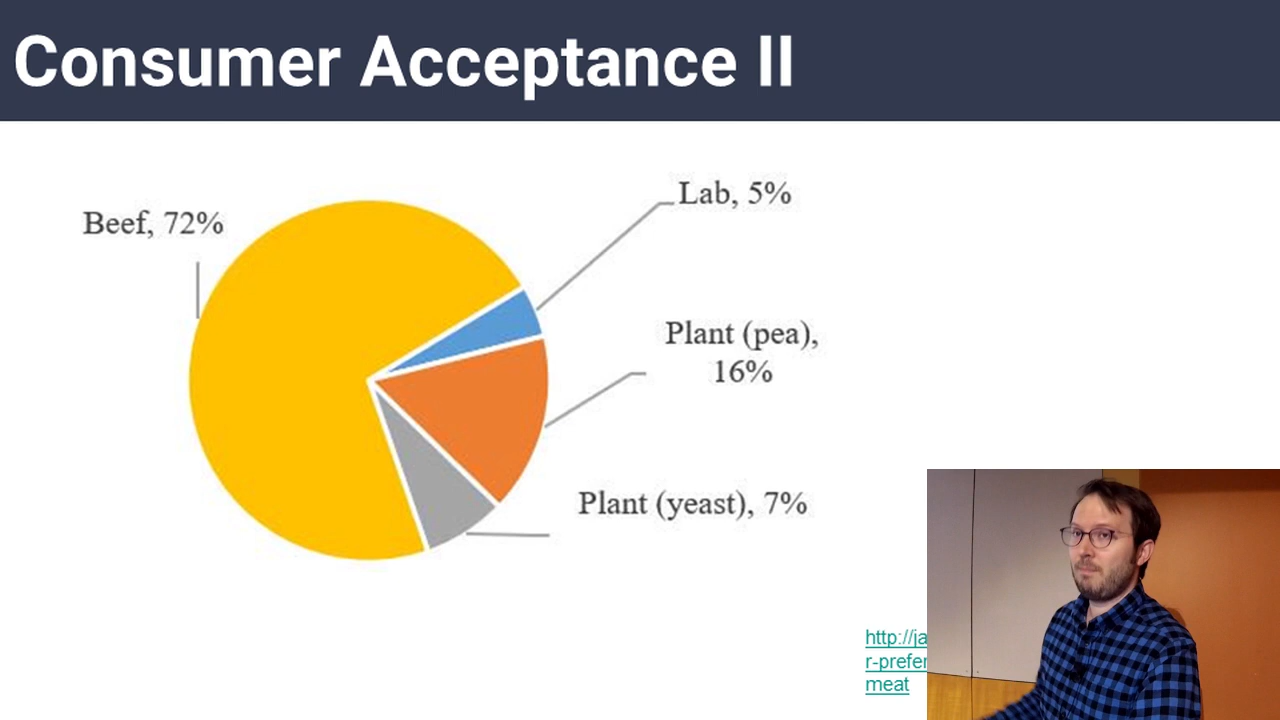 Consumer Acceptance II
Beef, 72%
Lab, 5%
Plant (pea),
16%
Plant (yeast), 7%
http://ja
r-prefer
meat